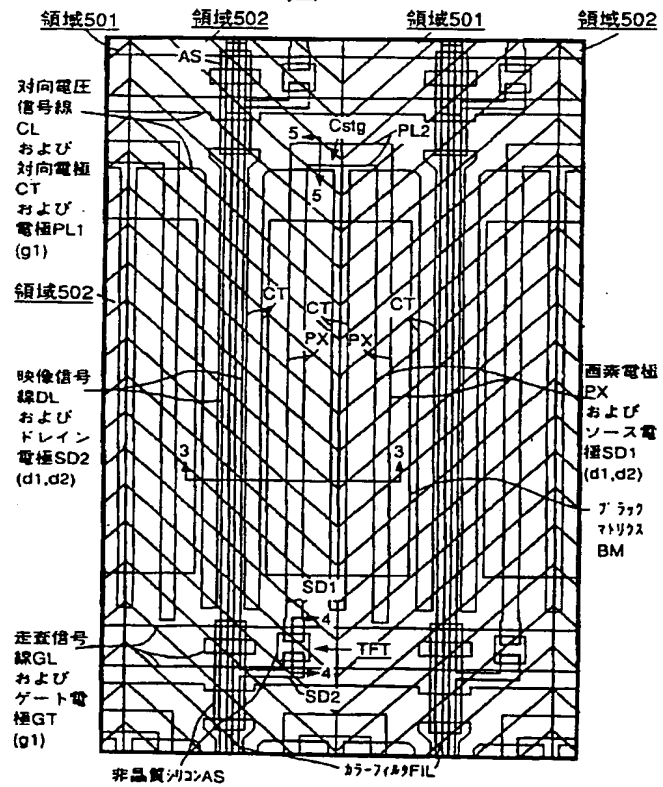 領域501
領域502
領域501
領域502
AS
対向電圧
信号線
CL
および
対向電極
CT
および
電極PL1
(g1)
Cstg
5
PL2
5
領域502
CT
CT
CT
PX
PX
映像信号
線DL
および
ドレイン
電極SD2
(d1,d2)
画素電極
PX
および
ソース電
極SD1
(d1,d2)
3
3
ブラック
マトリクス
BM
SD1
4
走査信号
線GL
および
ゲート電
極GT
(g1)
TFT
4
SD2
非晶質シリコンAS
カラーフィルタFIL